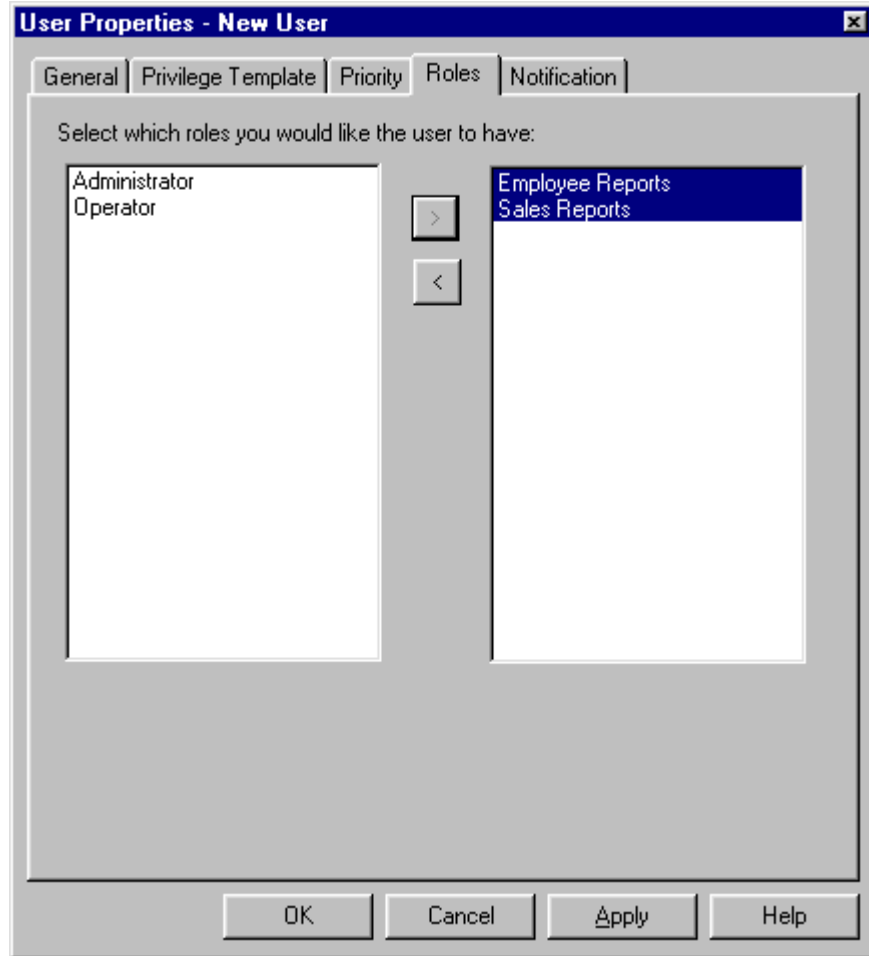 User Properties - New User
General Privilege Template Priority Roles Notification
Select which roles you would like the user to have:
Administrator
Operator
>
<
Employee Reports
Sales Reports
OK Cancel Apply Help